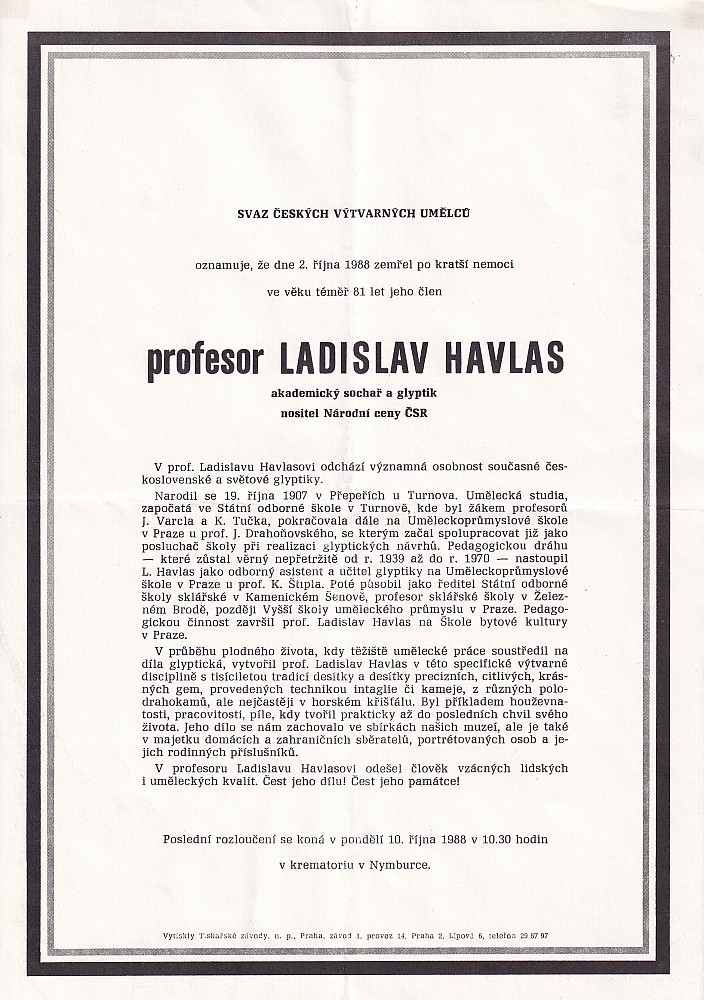 SVAZ ČESKÝCH VÝTVARNÝCH UMĚLCŮ
oznamuje, že dne 2. října 1988 zemřel po kratší nemoci
ve věku téměř 81 let jeho člen
profesor LADISLAV HAVLAS
akademický sochař a glyptik
nositel Národní ceny ČSR
V prof. Ladislavu Havlasovi odchází významná osobnost současné čes-
koslovenské a světové glyptiky.
Narodil se 19. října 1907 v Přepeřích u Turnova. Umělecká studia,
započatá ve Státní odborné škole v Turnově, kde byl žákem profesorů
J. Varcla a K. Tučka, pokračovala dále na Uměleckoprůmyslové škole
v Praze u prof. J. Drahoňovského, se kterým začal spolupracovat již jako
posluchač školy při realizaci glyptických návrhů. Pedagogickou dráhu
— které zůstal věrný nepřetržitě od r. 1939 až do r. 1970 — nastoupil
L. Havlas jako odborný asistent a učitel glyptiky na Uměleckoprůmyslové
škole v Praze u prof. K. Štipla. Poté působil jako ředitel Státní odborné
školy sklářské v Kamenickém Šenově, profesor sklářské školy v Želez-
ném Brodě, později Vyšší školy uměleckého průmyslu v Praze. Pedago-
gickou činnost završil prof. Ladislav Havlas na Škole bytové kultury
v Praze.
V průběhu plodného života, kdy těžiště umělecké práce soustředil na
díla glyptická, vytvořil prof. Ladislav Havlas v této specifické výtvarné
disciplině s tisíciletou tradicí desítky a desítky precizních, citlivých, krás-
ných gem, provedených technikou intaglie či kameje, z různých polo-
drahokamů, ale nejčastěji v horském křišťálu. Byl příkladem houževna-
tosti, pracovitosti, píle, kdy tvořil prakticky až do posledních chvil svého
života. Jeho dílo se nám zachovalo ve sbírkách našich muzeí, ale je také
v majetku domácích a zahraničních sběratelů, portrétovaných osob a je-
jich rodinných příslušníků.
V profesoru Ladislavu Havlasovi odešel člověk vzácných lidských
i uměleckých kvalit. Čest jeho dílu! Čest jeho památce!
Poslední rozloučení se koná v pondělí 10. října 1988 v 10.30 hodin
v krematoriu v Nymburce.
Vytiskly Tiskařské závody, n. p., Praha, závod 1, provoz 14, Praha 2, Lípová 6, telefon 29 67 97